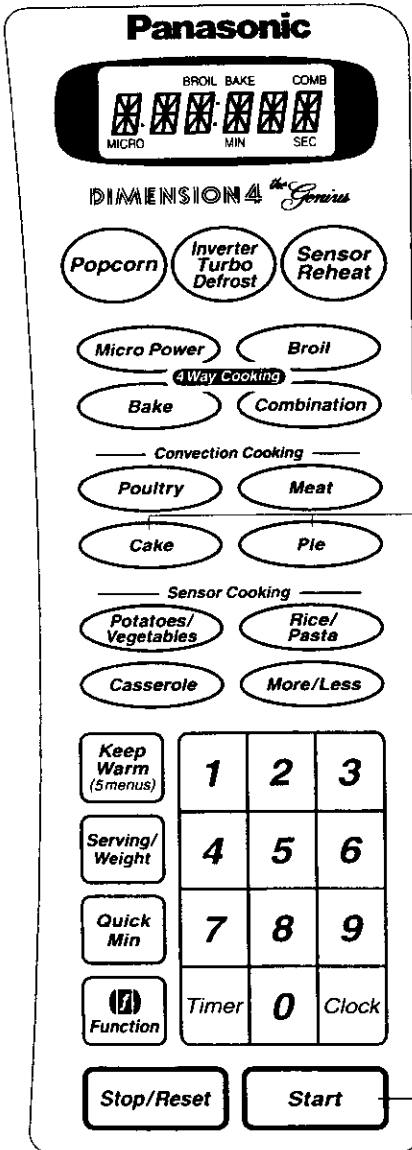 Panasonic
BROIL BAKE COMB
MICRO MIN SEC
DIMENSION 4 the Genius
Popcorn
Inverter
Turbo
Defrost
Sensor
Reheat
Micro Power
Broil
4 Way Cooking
Bake
Combination
Convection Cooking
Poultry
Meat
Cake
Pie
Sensor Cooking
Potatoes/
Vegetables
Rice/
Pasta
Casserole
More/Less
Keep
Warm
(5 menus)
1 2 3
Serving/
Weight
4 5 6
Quick
Min
7 8 9
f
Function
Timer 0 Clock
Stop/Reset
Start